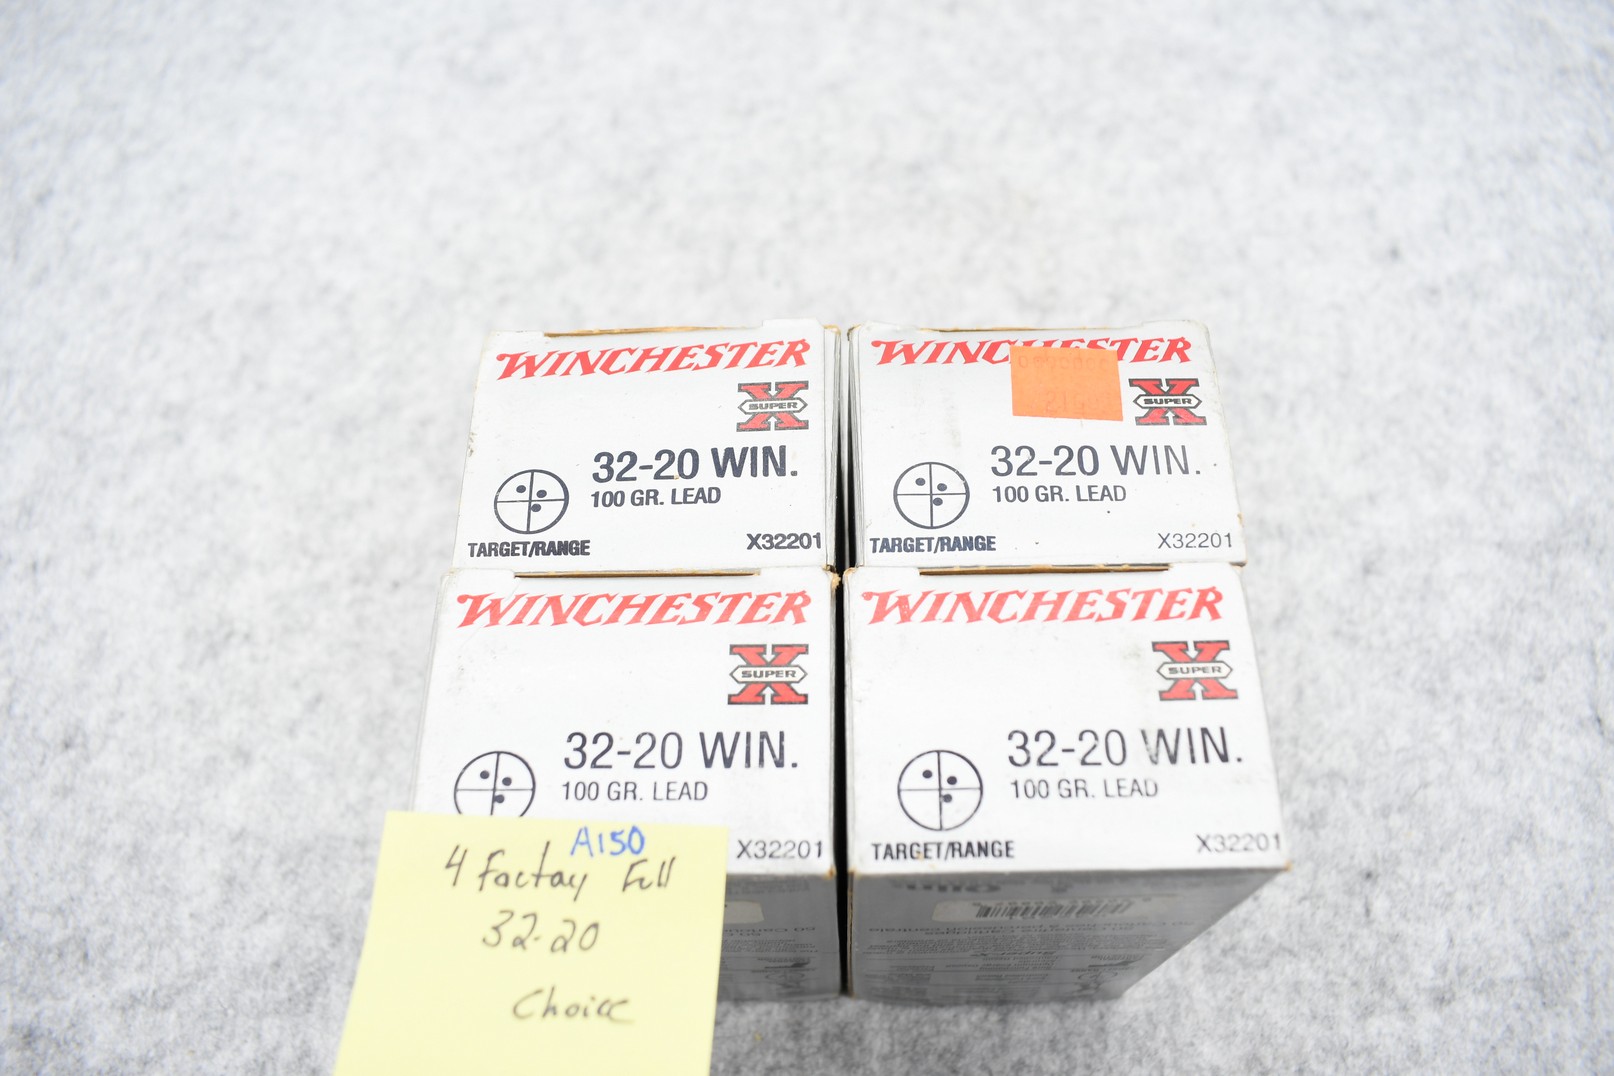 WINCHESTER
SUPER X
32-20 WIN.
100 GR. LEAD
TARGET/RANGE
X32201
WINCHESTER
SUPER X
32-20 WIN.
100 GR. LEAD
TARGET/RANGE
X32201
WINCHESTER
SUPER X
32-20 WIN.
100 GR. LEAD
X32201
WINCHESTER
SUPER X
32-20 WIN.
100 GR. LEAD
TARGET/RANGE
X32201
A150
4 Factory Full
32-20
Choice